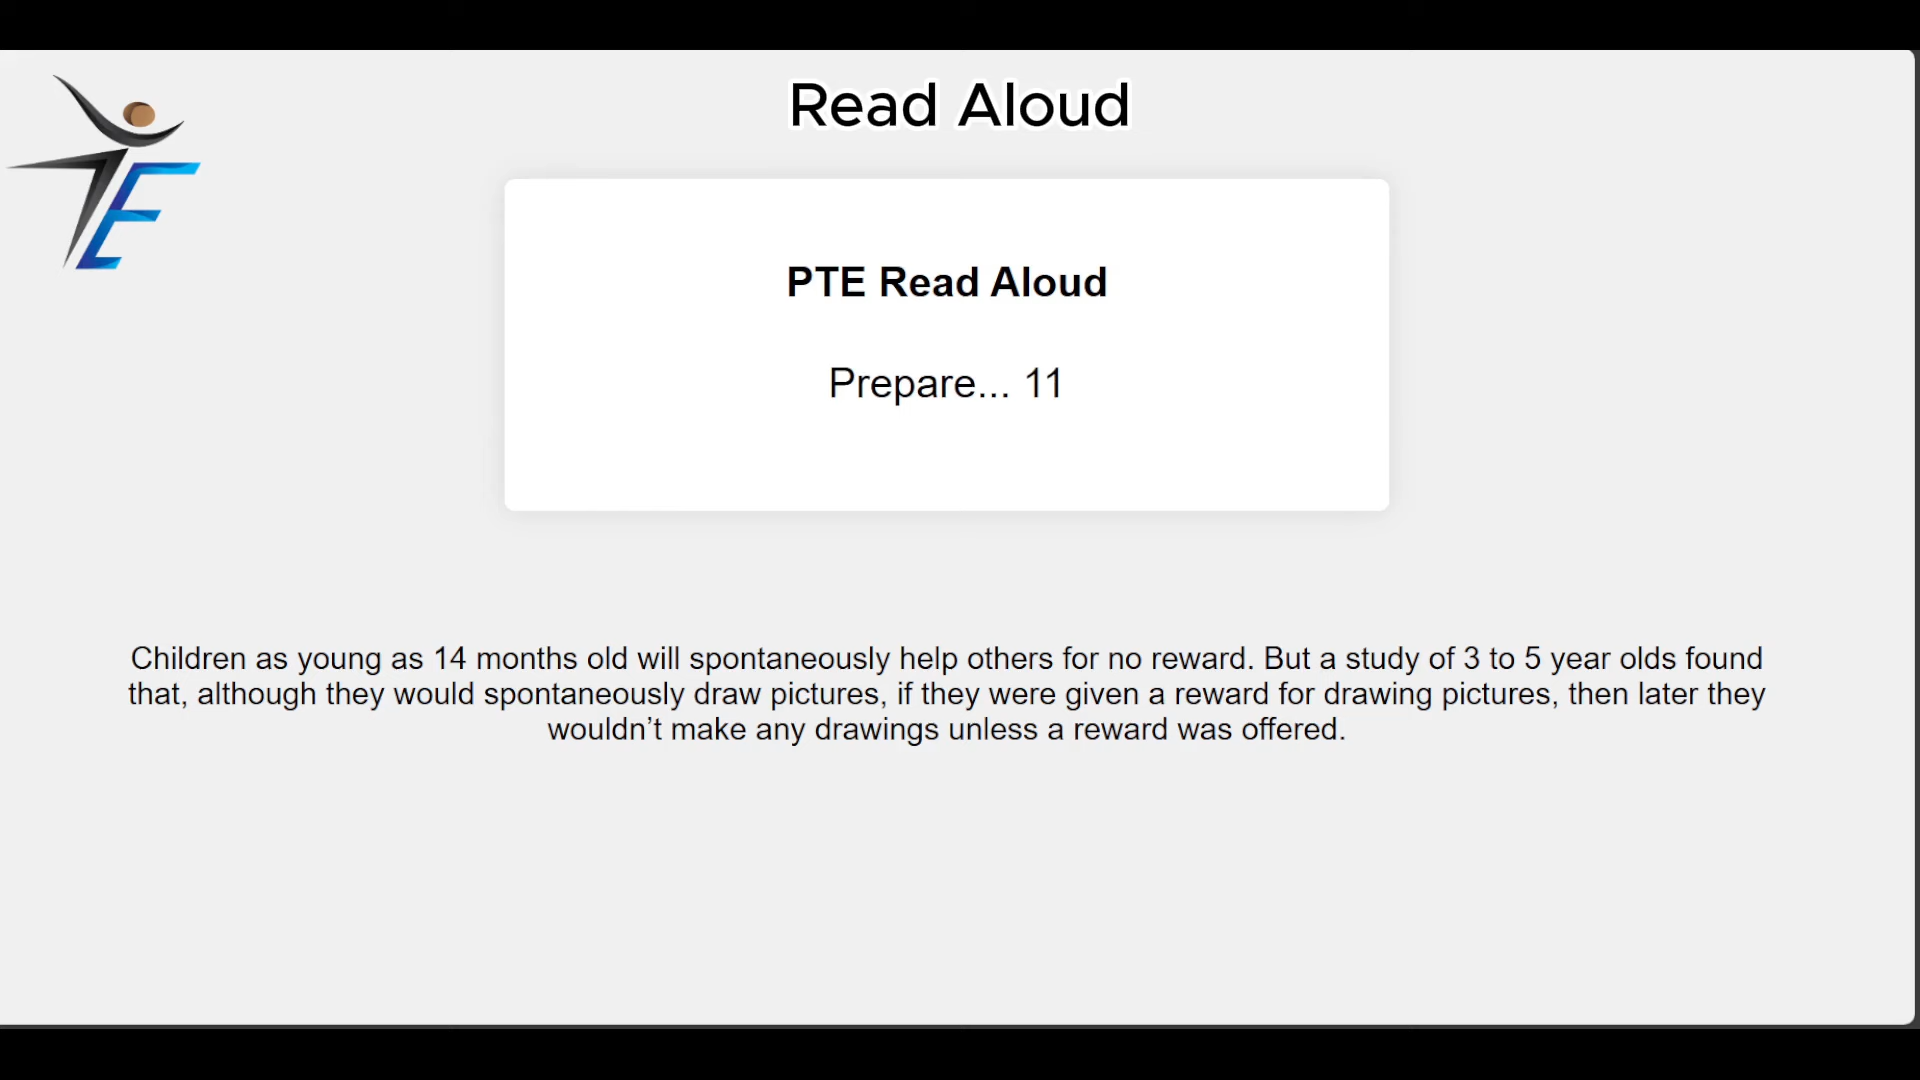 Read Aloud
PTE Read Aloud
Prepare... 11
Children as young as 14 months old will spontaneously help others for no reward. But a study of 3 to 5 year olds found
that, although they would spontaneously draw pictures, if they were given a reward for drawing pictures, then later they
wouldn’t make any drawings unless a reward was offered.